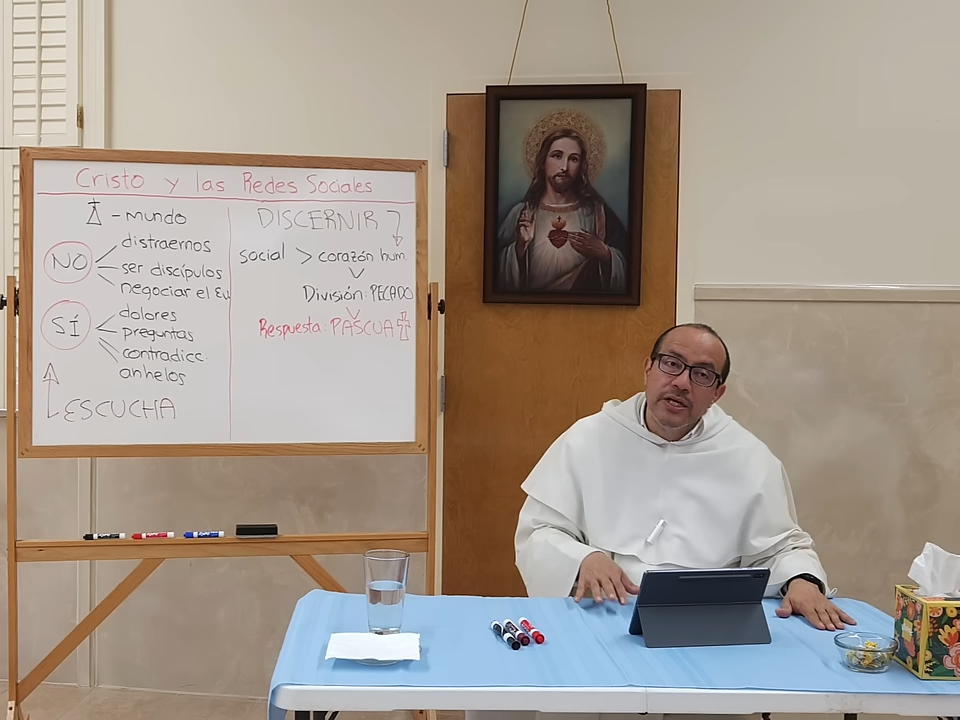 Cristo y las Redes Sociales
- mundo
NO
distraernos
ser discípulos
negociar el Eu
SÍ
dolores
preguntas
contradicc.
anhelos
ESCUCHA
DISCERNIR
social > corazón hum.
División: PECADO
Respuesta: PASCUA